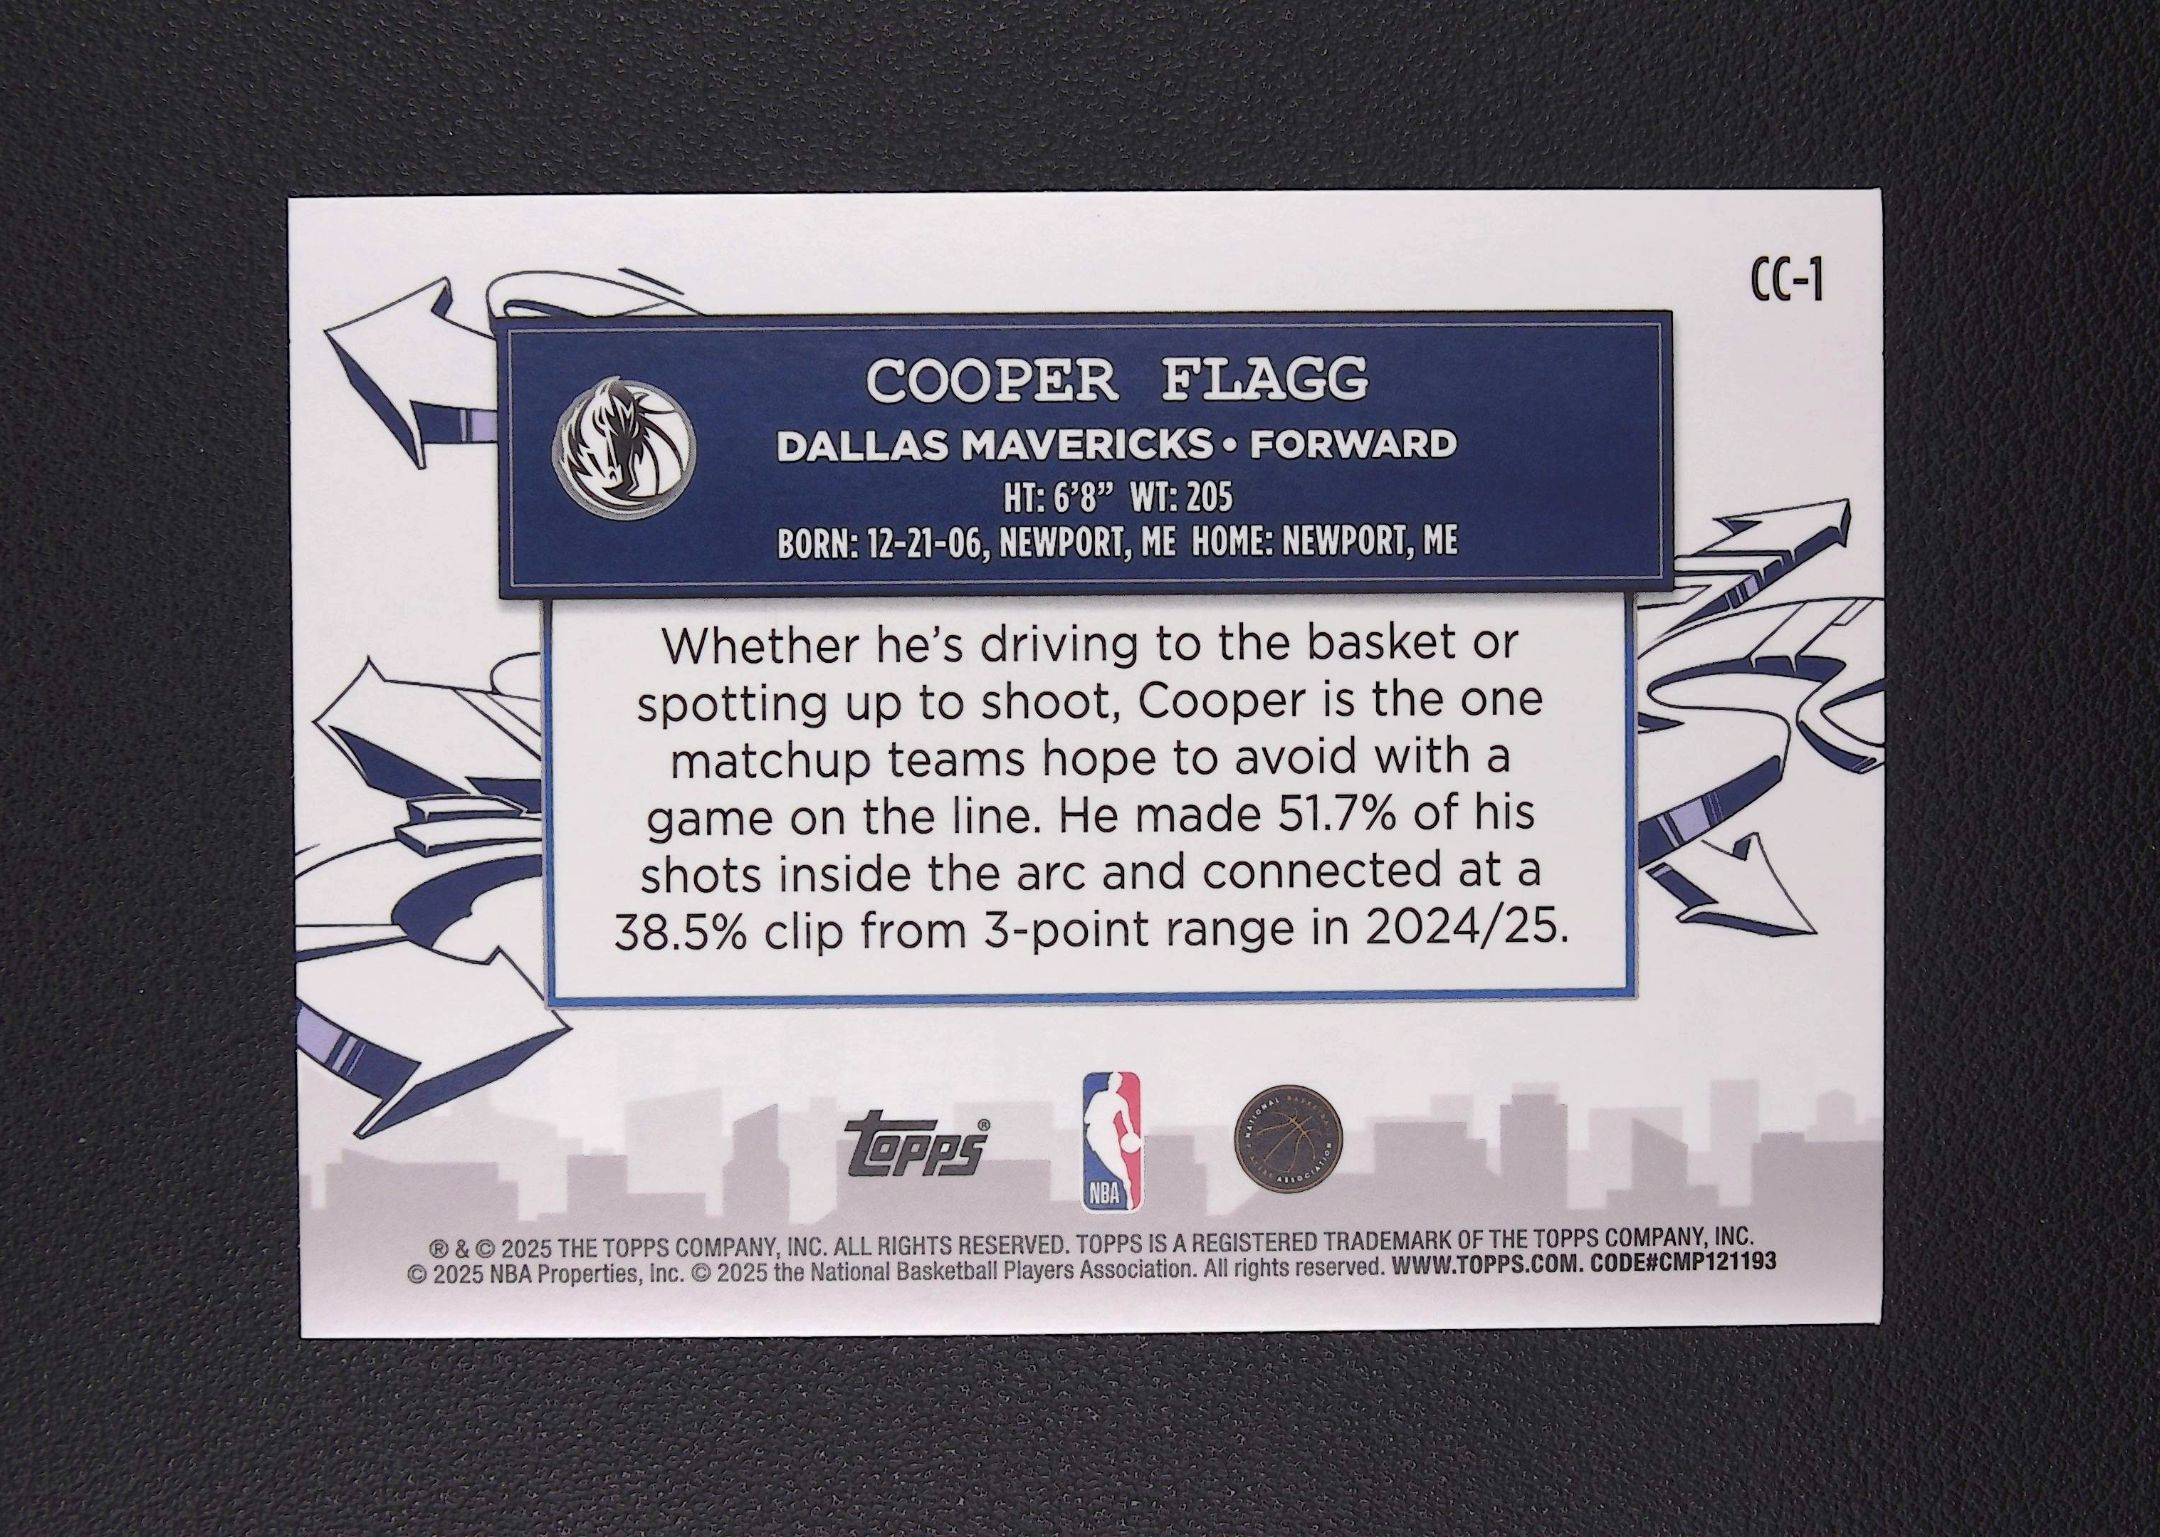 CC-1
COOPER FLAGG
DALLAS MAVERICKS • FORWARD
HT: 6’8” WT: 205
BORN: 12-21-06, NEWPORT, ME HOME: NEWPORT, ME
Whether he’s driving to the basket or
spotting up to shoot, Cooper is the one
matchup teams hope to avoid with a
game on the line. He made 51.7% of his
shots inside the arc and connected at a
38.5% clip from 3-point range in 2024/25.
topps®
NBA
NATIONAL BASKETBALL
PLAYERS ASSOCIATION
® & © 2025 THE TOPPS COMPANY, INC. ALL RIGHTS RESERVED. TOPPS IS A REGISTERED TRADEMARK OF THE TOPPS COMPANY, INC.
© 2025 NBA Properties, Inc. © 2025 the National Basketball Players Association. All rights reserved. WWW.TOPPS.COM. CODE#CMP121193